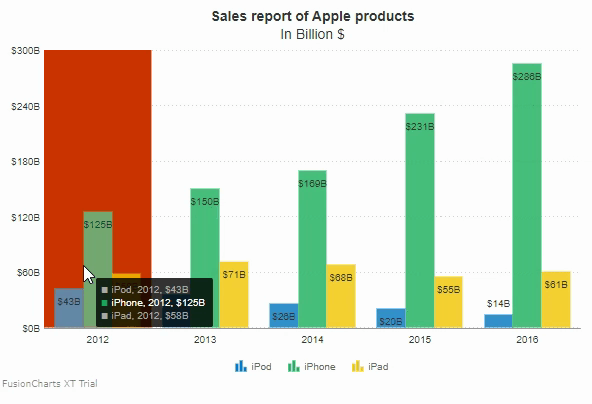 Sales report of Apple products
In Billion $
$300B
$240B
$180B
$120B
$60B
$0B
$43B
$125B
$150B
$71B
$26B
$169B
$68B
$231B
$55B
$14B
$286B
$61B
iPod, 2012, $43B
iPhone, 2012, $125B
iPad, 2012, $58B
2012 2013 2014 2015 2016
iPod iPhone iPad
FusionCharts XT Trial